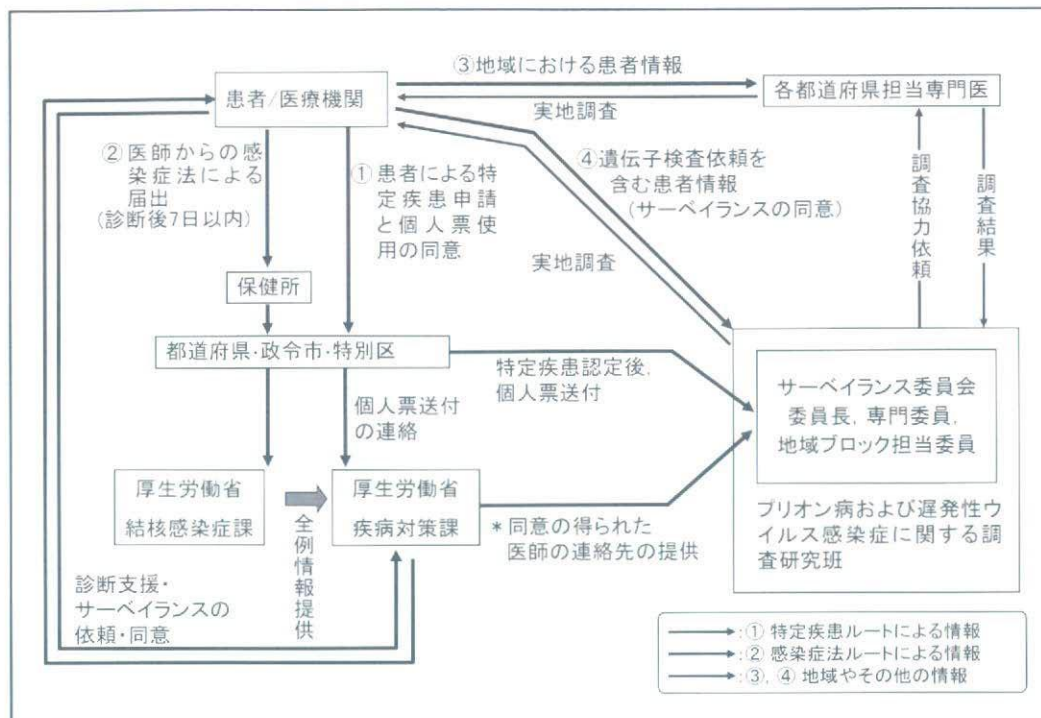 ③地域における患者情報
患者/医療機関
各都道府県担当専門医
実地調査
②医師からの感
染症法による
届出
(診断後7日以内)
①患者による特
定疾患申請
と個人票使
用の同意
④遺伝子検査依頼を
含む患者情報
(サーベイランスの同意)
調査協力依頼
調査結果
実地調査
保健所
都道府県・政令市・特別区
特定疾患認定後,
個人票送付
個人票送付
の連絡
サーベイランス委員会
委員長, 専門委員,
地域ブロック担当委員
厚生労働省
結核感染症課
厚生労働省
疾病対策課
全例情報提供
*同意の得られた
医師の連絡先の提供
プリオン病および遅発性ウ
イルス感染症に関する調
査研究班
診断支援・
サーベイランスの
依頼・同意
:① 特定疾患ルートによる情報
:② 感染症法ルートによる情報
:③, ④ 地域やその他の情報